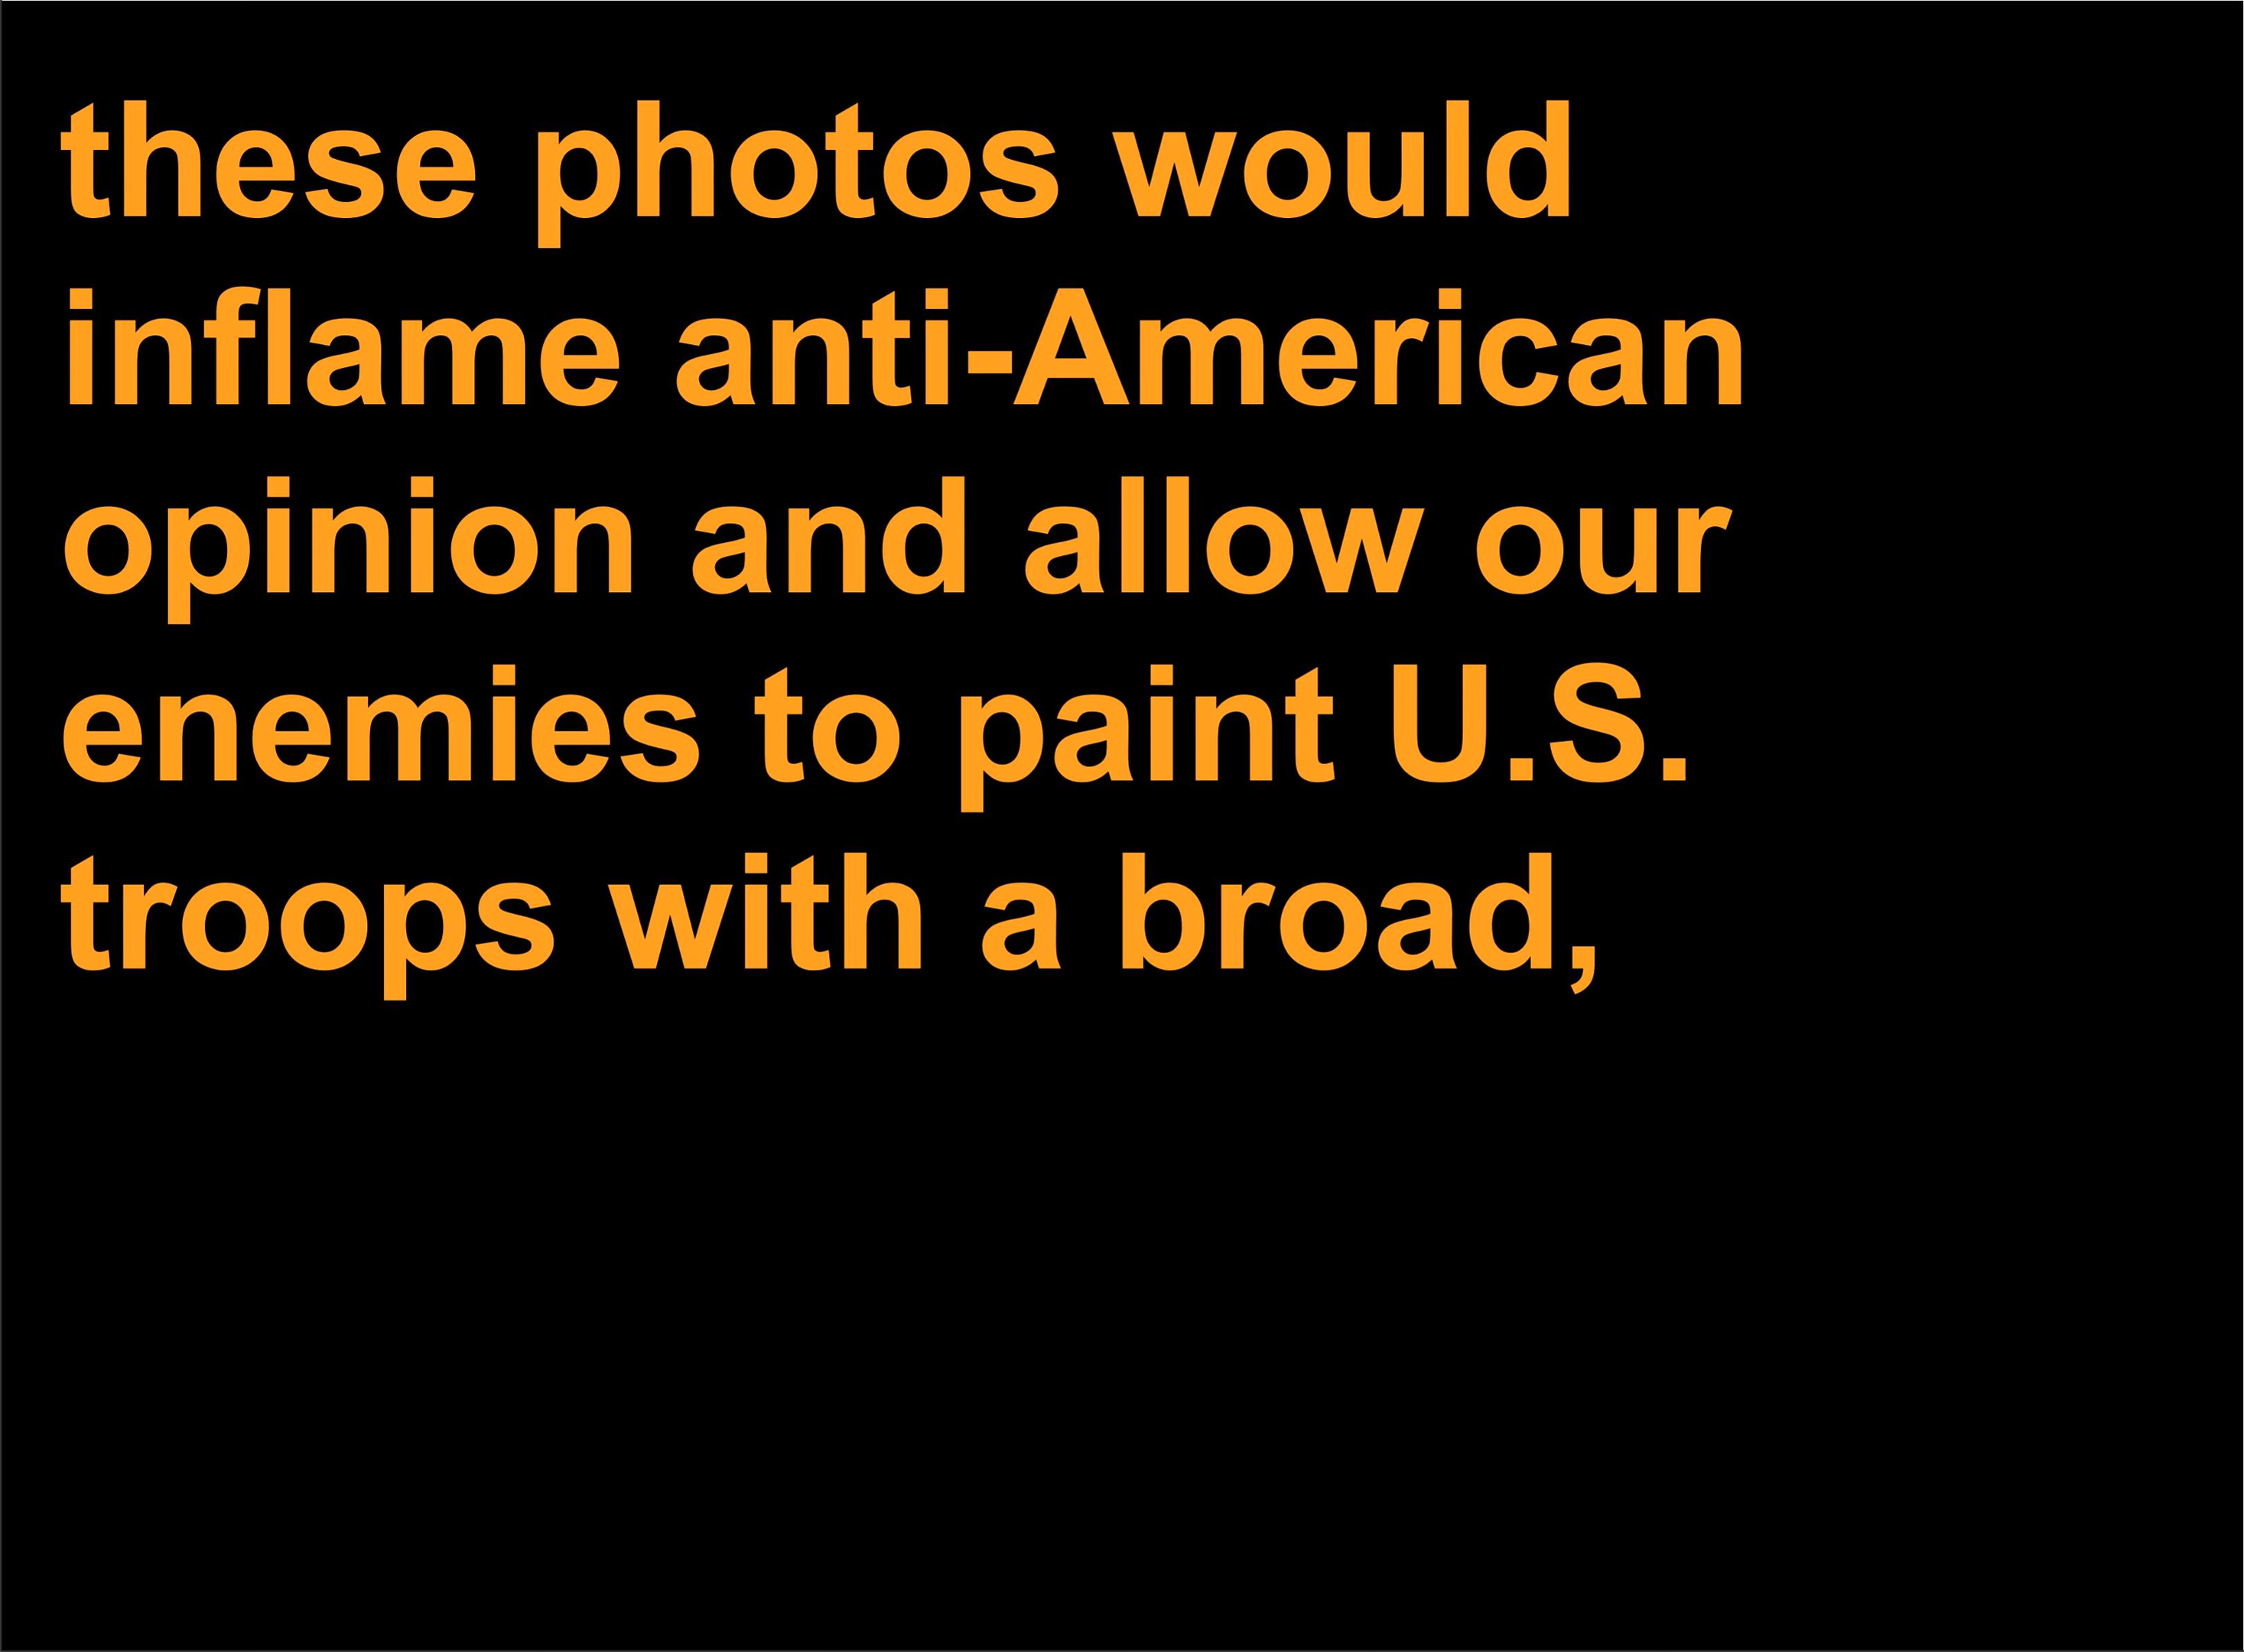 these photos would
inflame anti-American
opinion and allow our
enemies to paint U.S.
troops with a broad,